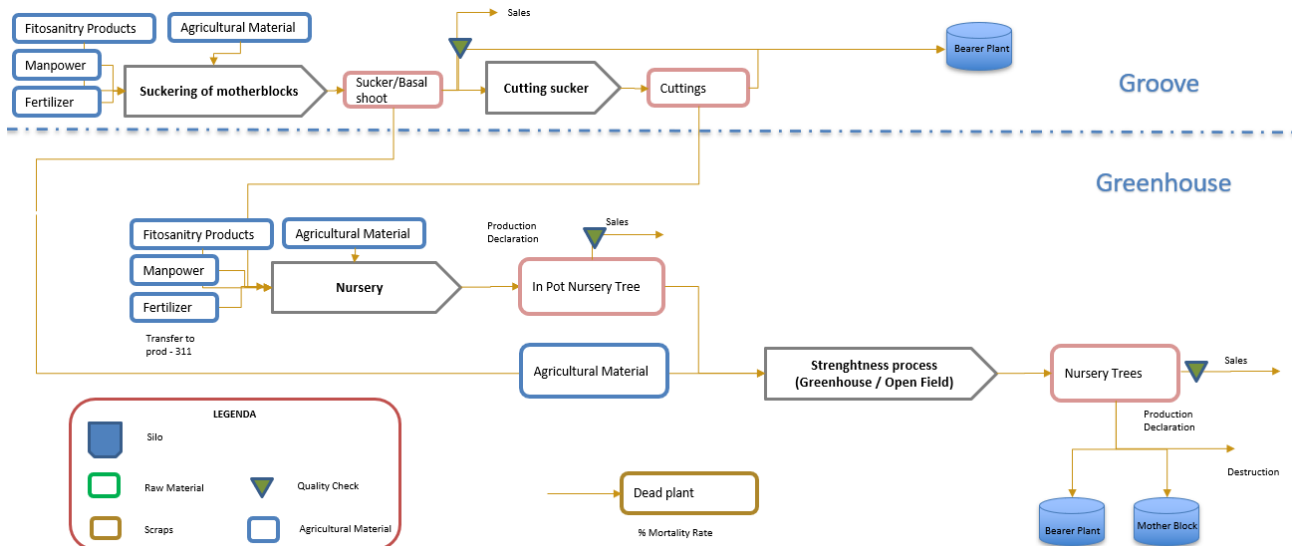 Fitosanitry Products
Agricultural Material
Sales
Manpower
Fertilizer
Suckering of motherblocks
Sucker/Basal
shoot
Cutting sucker
Cuttings
Bearer Plant
Groove
Greenhouse
Fitosanitry Products
Agricultural Material
Production
Declaration
Sales
Manpower
Nursery
In Pot Nursery Tree
Fertilizer
Transfer to
prod - 311
Agricultural Material
Strenghtness process
(Greenhouse / Open Field)
Nursery Trees
Sales
Production
Declaration
Destruction
Bearer Plant
Mother Block
LEGENDA
Silo
Raw Material
Quality Check
Scraps
Agricultural Material
Dead plant
% Mortality Rate